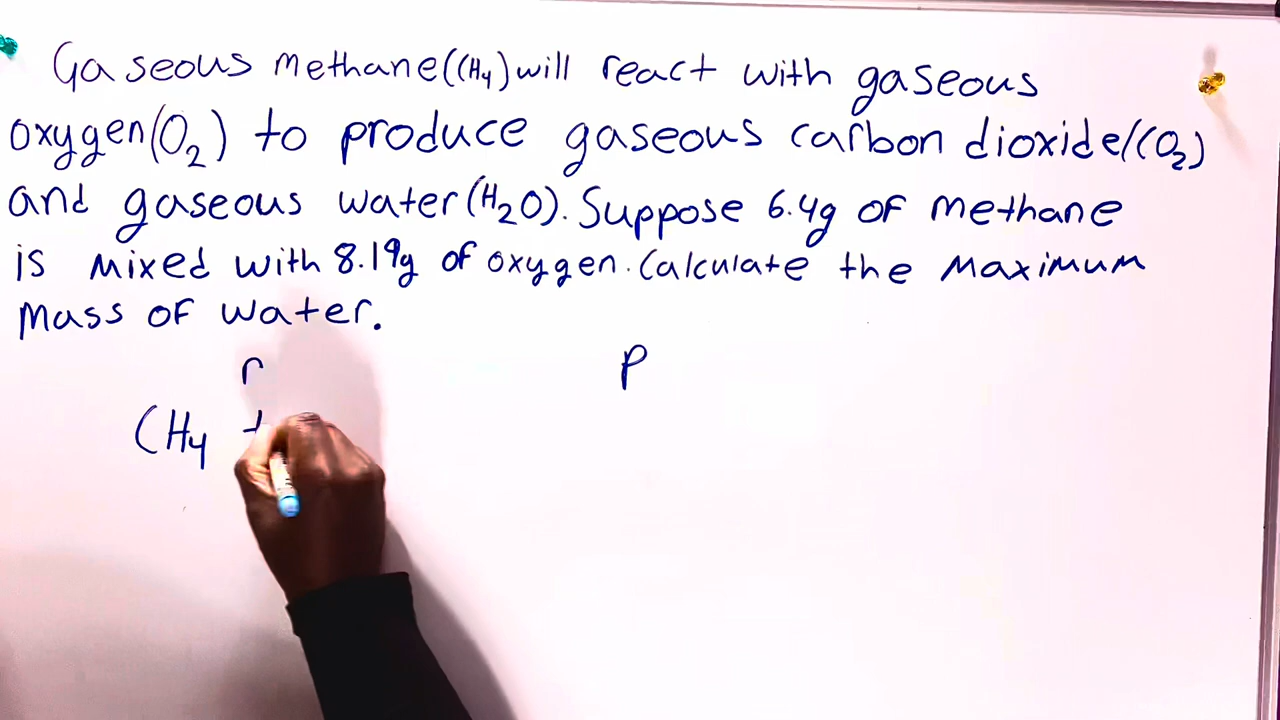 Gaseous methane(CH₄) will react with gaseous
oxygen(O₂) to produce gaseous carbon dioxide/(CO₂)
and gaseous water(H₂O). Suppose 6.4g of methane
is mixed with 8.19g of oxygen. Calculate the maximum
mass of water.
r P
CH₄ +